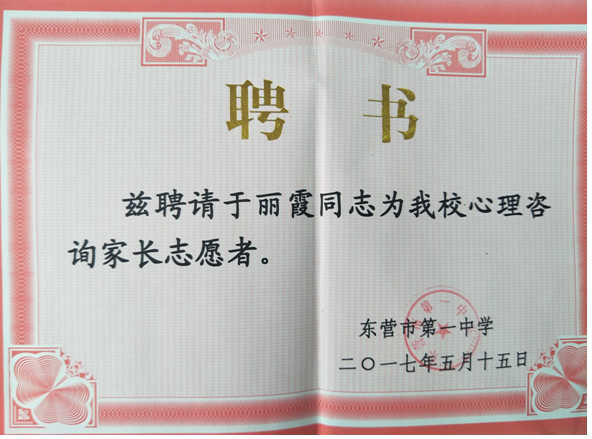 聘书
兹聘请于丽霞同志为我校心理咨
询家长志愿者。
东营市第一中学
二〇一七年五月十五日